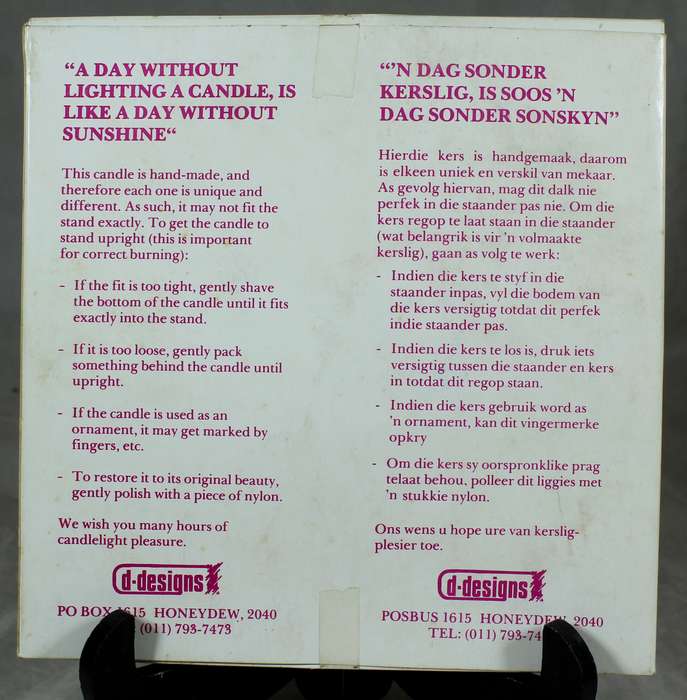 “A DAY WITHOUT
LIGHTING A CANDLE, IS
LIKE A DAY WITHOUT
SUNSHINE“
This candle is hand-made, and
therefore each one is unique and
different. As such, it may not fit the
stand exactly. To get the candle to
stand upright (this is important
for correct burning):
- If the fit is too tight, gently shave
the bottom of the candle until it fits
exactly into the stand.
- If it is too loose, gently pack
something behind the candle until
upright.
- If the candle is used as an
ornament, it may get marked by
fingers, etc.
- To restore it to its original beauty,
gently polish with a piece of nylon.
We wish you many hours of
candlelight pleasure.
d-designs
PO BOX 1615 HONEYDEW, 2040
: (011) 793-7473
“’N DAG SONDER
KERSLIG, IS SOOS ’N
DAG SONDER SONSKYN”
Hierdie kers is handgemaak, daarom
is elkeen uniek en verskil van mekaar.
As gevolg hiervan, mag dit dalk nie
perfek in die staander pas nie. Om die
kers regop te laat staan in die staander
(wat belangrik is vir ’n volmaakte
kerslig), gaan as volg te werk:
- Indien die kers te styf in die
staander inpas, vyl die bodem van
die kers versigtig totdat dit perfek
indie staander pas.
- Indien die kers te los is, druk iets
versigtig tussen die staander en kers
in totdat dit regop staan.
- Indien die kers gebruik word as
’n ornament, kan dit vingermerke
opkry
- Om die kers sy oorspronklike prag
telaat behou, polleer dit liggies met
’n stukkie nylon.
Ons wens u hope ure van kerslig-
plesier toe.
d-designs
POSBUS 1615 HONEYDEW, 2040
TEL: (011) 793-74